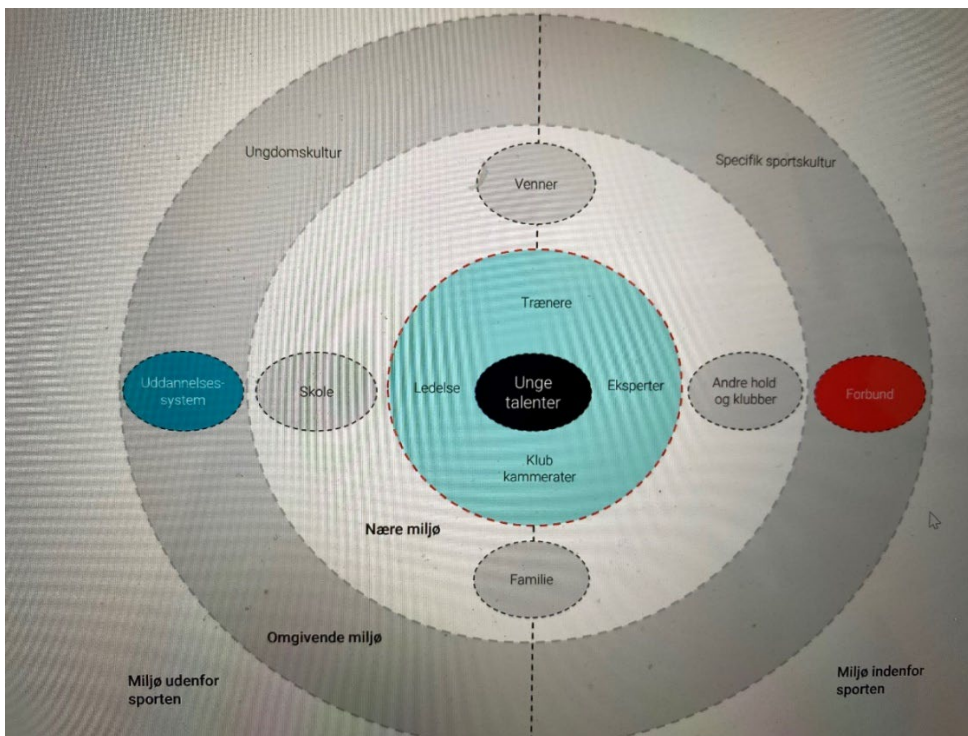 Ungdomskultur
Specifik sportskultur
Venner
Trænere
Uddannelses-
system
Skole
Ledelse
Unge
talenter
Eksperter
Andre hold
og klubber
Forbund
Klub
kammerater
Nære miljø
Familie
Omgivende miljø
Miljø udenfor
sporten
Miljø indenfor
sporten